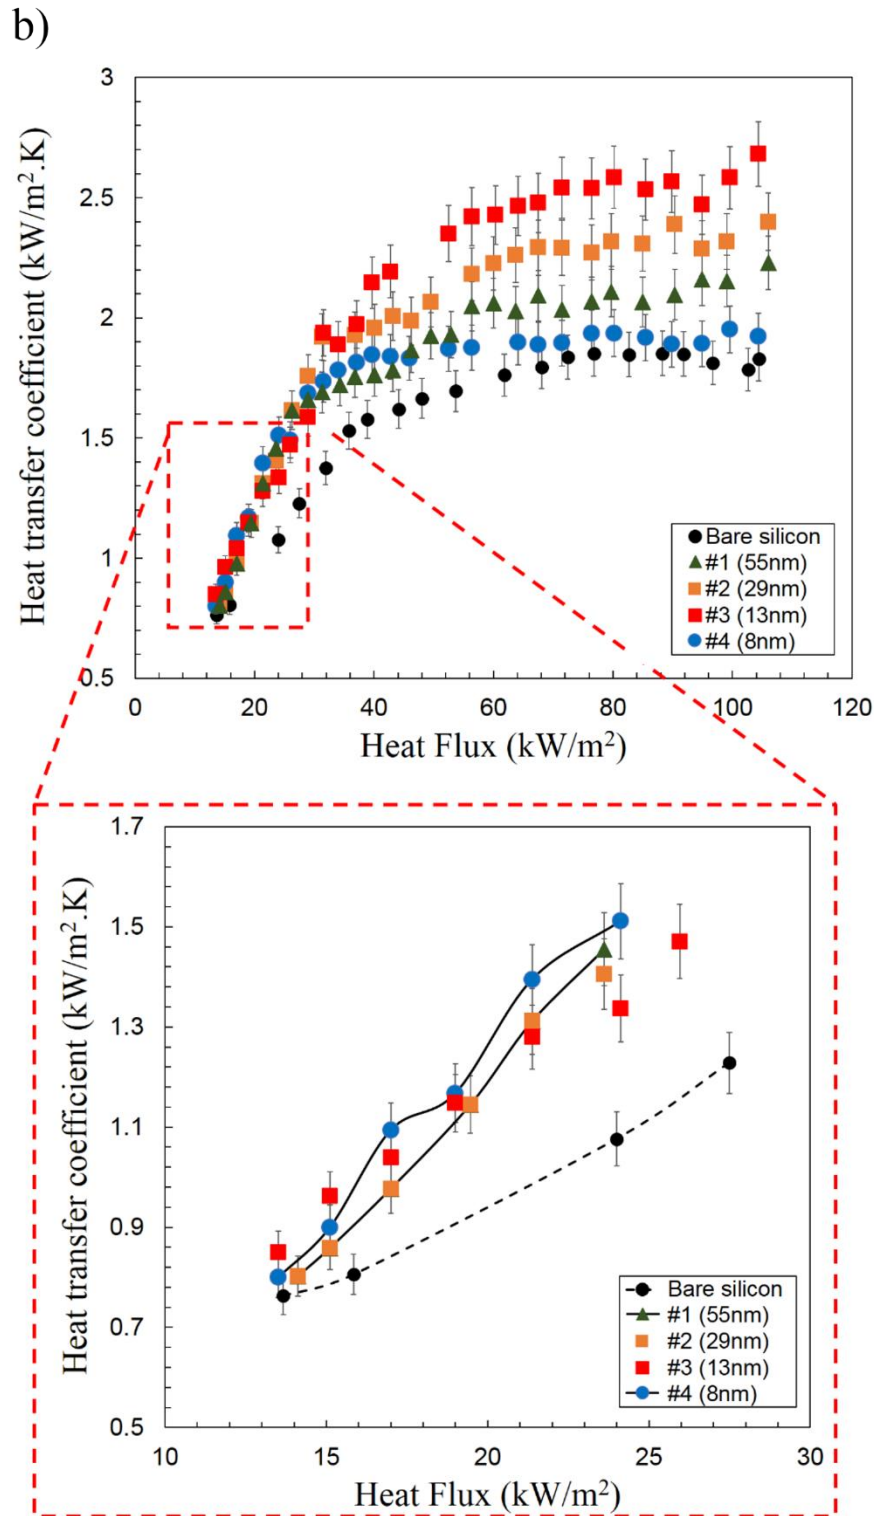 b)
Heat transfer coefficient (kW/m².K)
3
2.5
2
1.5
1
0.5
0 20 40 60 80 100 120
Heat Flux (kW/m²)
Bare silicon
#1 (55nm)
#2 (29nm)
#3 (13nm)
#4 (8nm)
Heat transfer coefficient (kW/m².K)
1.7
1.5
1.3
1.1
0.9
0.7
0.5
10 15 20 25 30
Heat Flux (kW/m²)
Bare silicon
#1 (55nm)
#2 (29nm)
#3 (13nm)
#4 (8nm)